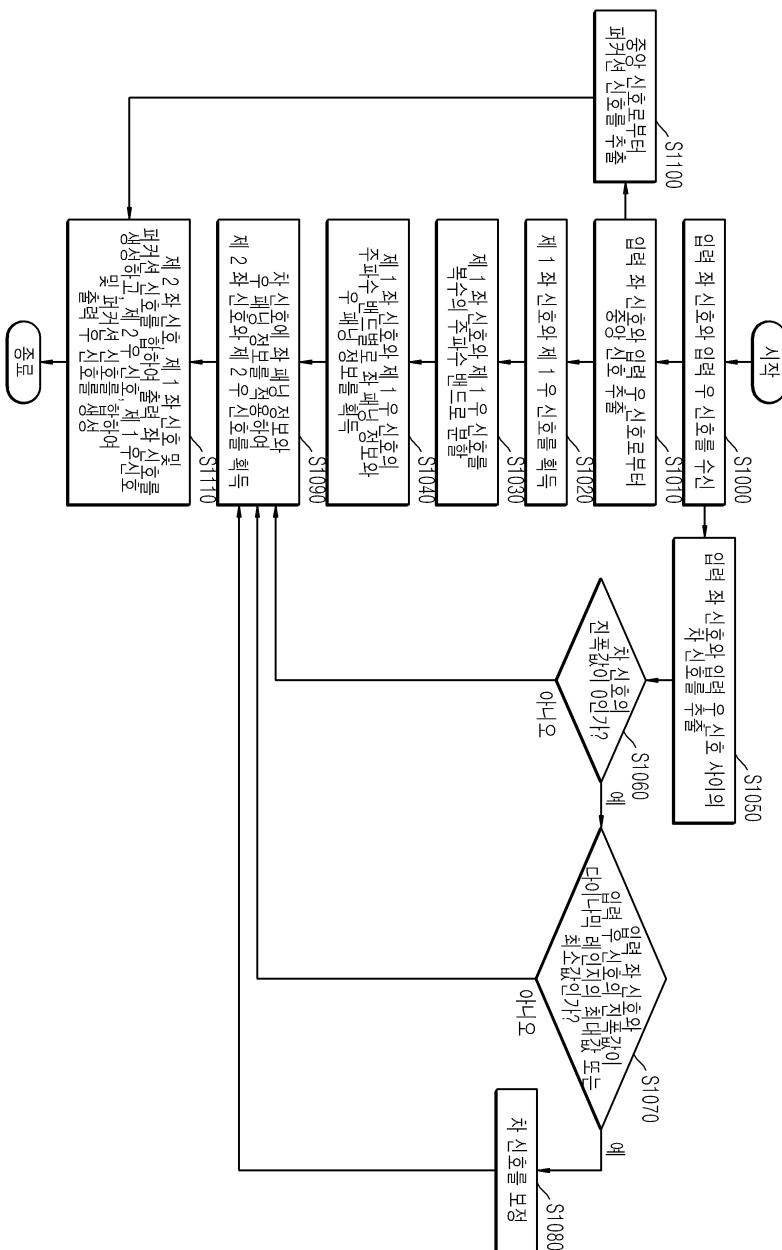 시작
S1000
입력 좌 신호와 입력 우 신호를 수신
S1010
입력 좌 신호와 입력 우 신호로부터
중앙 신호 추출
S1100
중앙 신호로부터
퍼커션 신호를 추출
S1020
제 1 좌 신호와 제 1 우 신호를 획득
S1030
제 1 좌 신호와 제 1 우 신호를
복수의 주파수 밴드로 분할
S1040
제 1 좌 신호와 제 1 우 신호의
주파수 밴드별로 좌 패닝 정보와
우 패닝 정보를 획득
S1050
입력 좌 신호와 입력 우 신호 사이의
차 신호를 추출
S1060
차 신호의
진폭값이 0인가?
예
아니오
S1070
입력 좌 신호와
입력 우 신호의 진폭값이
다이나믹 레인지의 최대값 또는
최소값인가?
예
아니오
S1080
차 신호를 보정
S1090
차 신호에 좌 패닝 정보와
우 패닝 정보를 적용하여
제 2 좌 신호와 제 2 우 신호를 획득
S1110
제 2 좌 신호, 제 1 좌 신호 및
퍼커션 신호를 합하여 출력 좌 신호를
생성하고, 제 2 우 신호, 제 1 우신호
및 퍼커션 신호를 합하여
출력 우 신호를 생성
종료